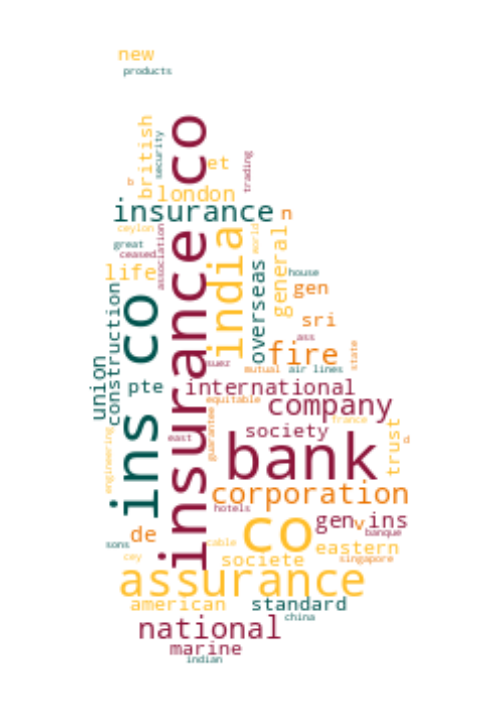 new
products
british
security
insurance co
et
trading
b
london
insurance
n
ceylon
great
ceased
association
india
world
general
life
overseas
house
gen
construction
ins co
sri
ass
fire
state
union
suez
mutual
air lines
pte
international
equitable
company
guarantee
france
society
east
trust
d
engineering
bank
corporation
hotels
co
gen
v
ins
banque
de
sons
cable
eastern
cey
societe
singapore
assurance
american
standard
china
national
marine
indian